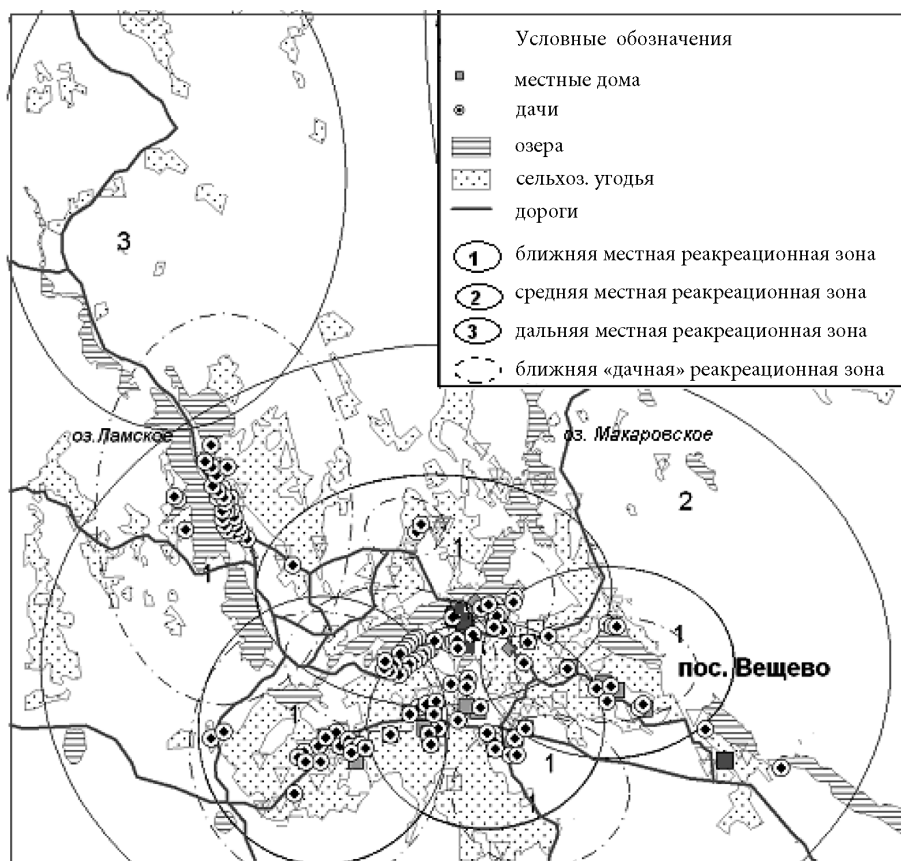 Условные обозначения
местные дома
дачи
озера
сельхоз. угодья
дороги
1 ближняя местная реакреационная зона
2 средняя местная реакреационная зона
3 дальняя местная реакреационная зона
ближняя «дачная» реакреационная зона
3
оз.Ламское
оз. Макаровское
2
1
1
1
пос. Вещево
1
1
1